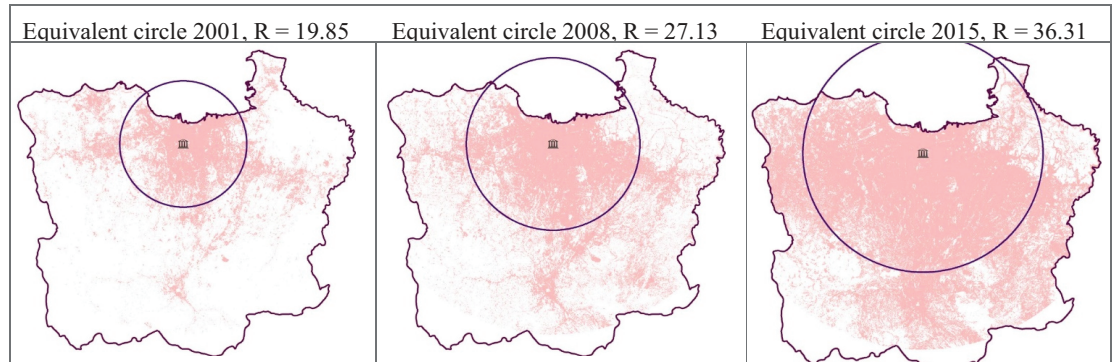 Equivalent circle 2001, R = 19.85
Equivalent circle 2008, R = 27.13
Equivalent circle 2015, R = 36.31